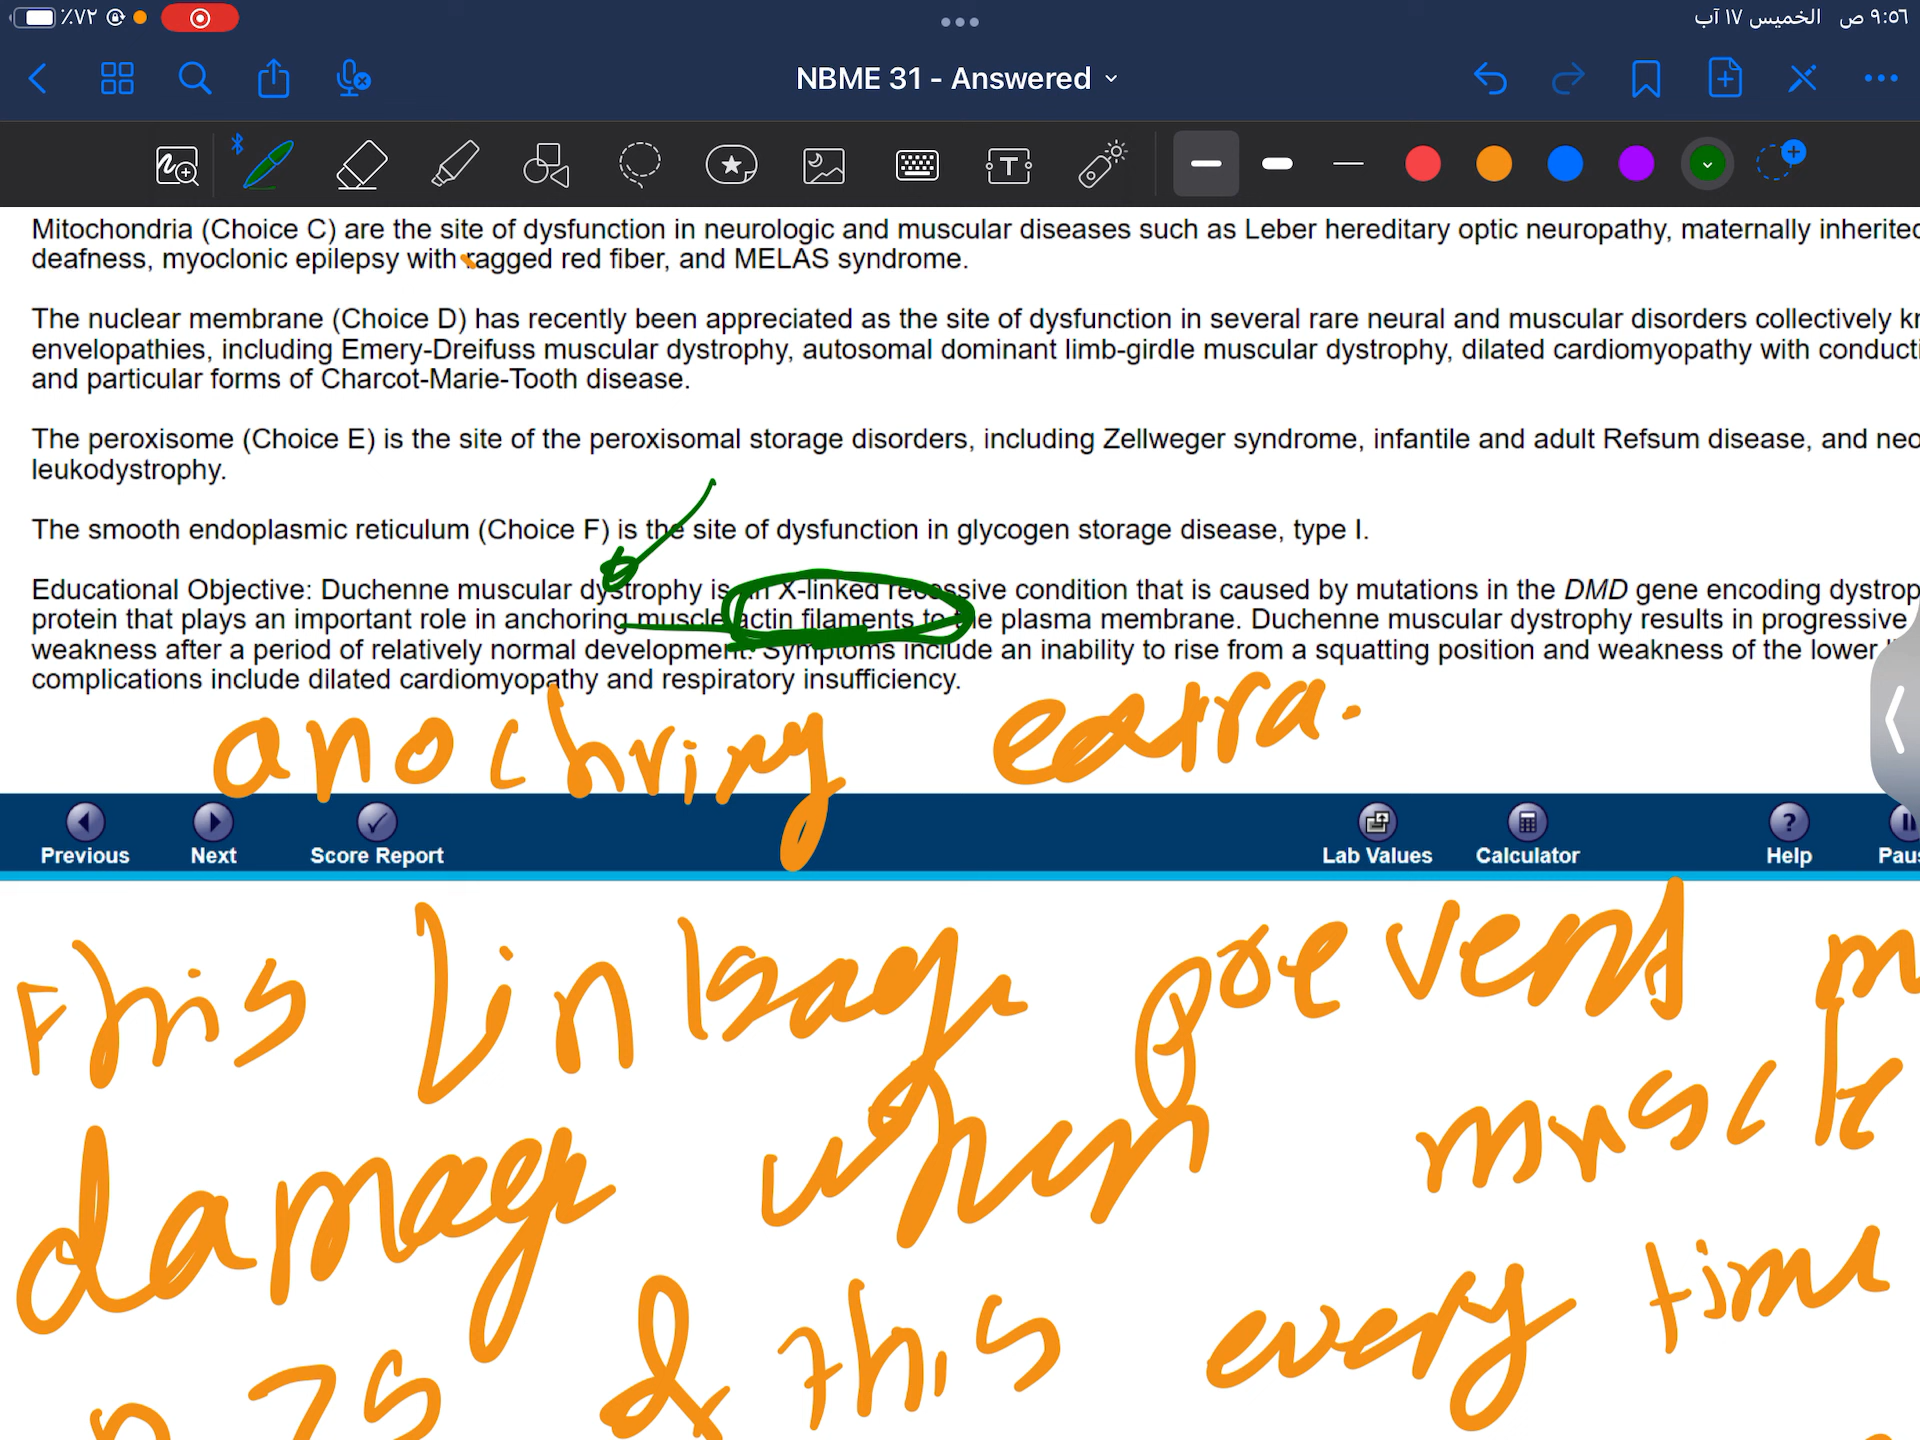 ٪٧٢
٩:٥٦ ص الخميس ١٧ آب
NBME 31 - Answered
T
Mitochondria (Choice C) are the site of dysfunction in neurologic and muscular diseases such as Leber hereditary optic neuropathy, maternally inherited
deafness, myoclonic epilepsy with ragged red fiber, and MELAS syndrome.
The nuclear membrane (Choice D) has recently been appreciated as the site of dysfunction in several rare neural and muscular disorders collectively
envelopathies, including Emery-Dreifuss muscular dystrophy, autosomal dominant limb-girdle muscular dystrophy, dilated cardiomyopathy with
and particular forms of Charcot-Marie-Tooth disease.
The peroxisome (Choice E) is the site of the peroxisomal storage disorders, including Zellweger syndrome, infantile and adult Refsum disease, and
leukodystrophy.
The smooth endoplasmic reticulum (Choice F) is the site of dysfunction in glycogen storage disease, type I.
Educational Objective: Duchenne muscular dystrophy is an X-linked recessive condition that is caused by mutations in the DMD gene encoding
protein that plays an important role in anchoring muscle actin filaments to the plasma membrane. Duchenne muscular dystrophy results in progressive
weakness after a period of relatively normal development. Symptoms include an inability to rise from a squatting position and weakness of the lower
complications include dilated cardiomyopathy and respiratory insufficiency.
anochring extra.
Previous Next Score Report Lab Values Calculator Help
this linkage prevent
damage when muscle
& this every time